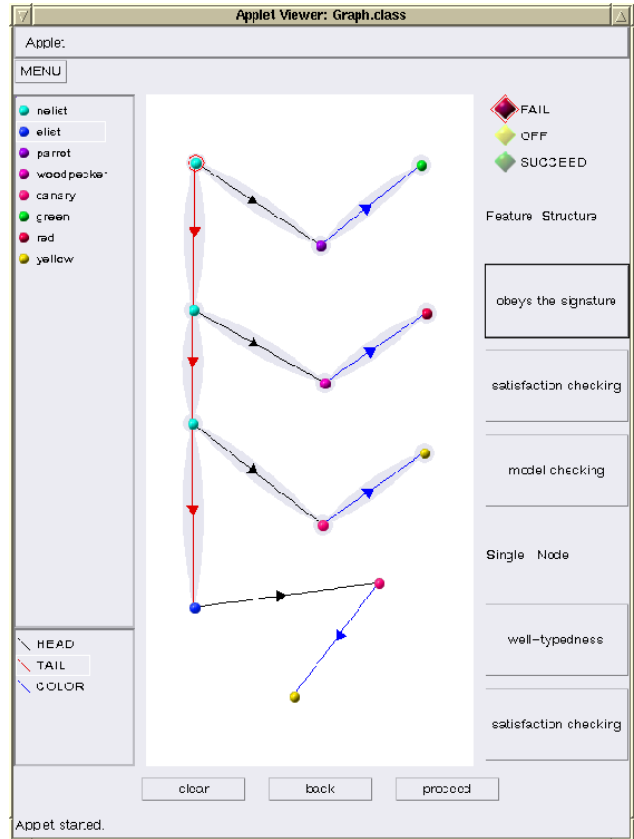 Applet Viewer: Graph.class
Applet
MENU
nelist
elist
parrot
woodpecker
canary
green
red
yellow
HEAD
TAIL
COLOR
FAIL
OFF
SUCCEED
Feature Structure
obeys the signature
satisfaction checking
model checking
Single Node
well-typedness
satisfaction checking
clear
back
proceed
Applet started.